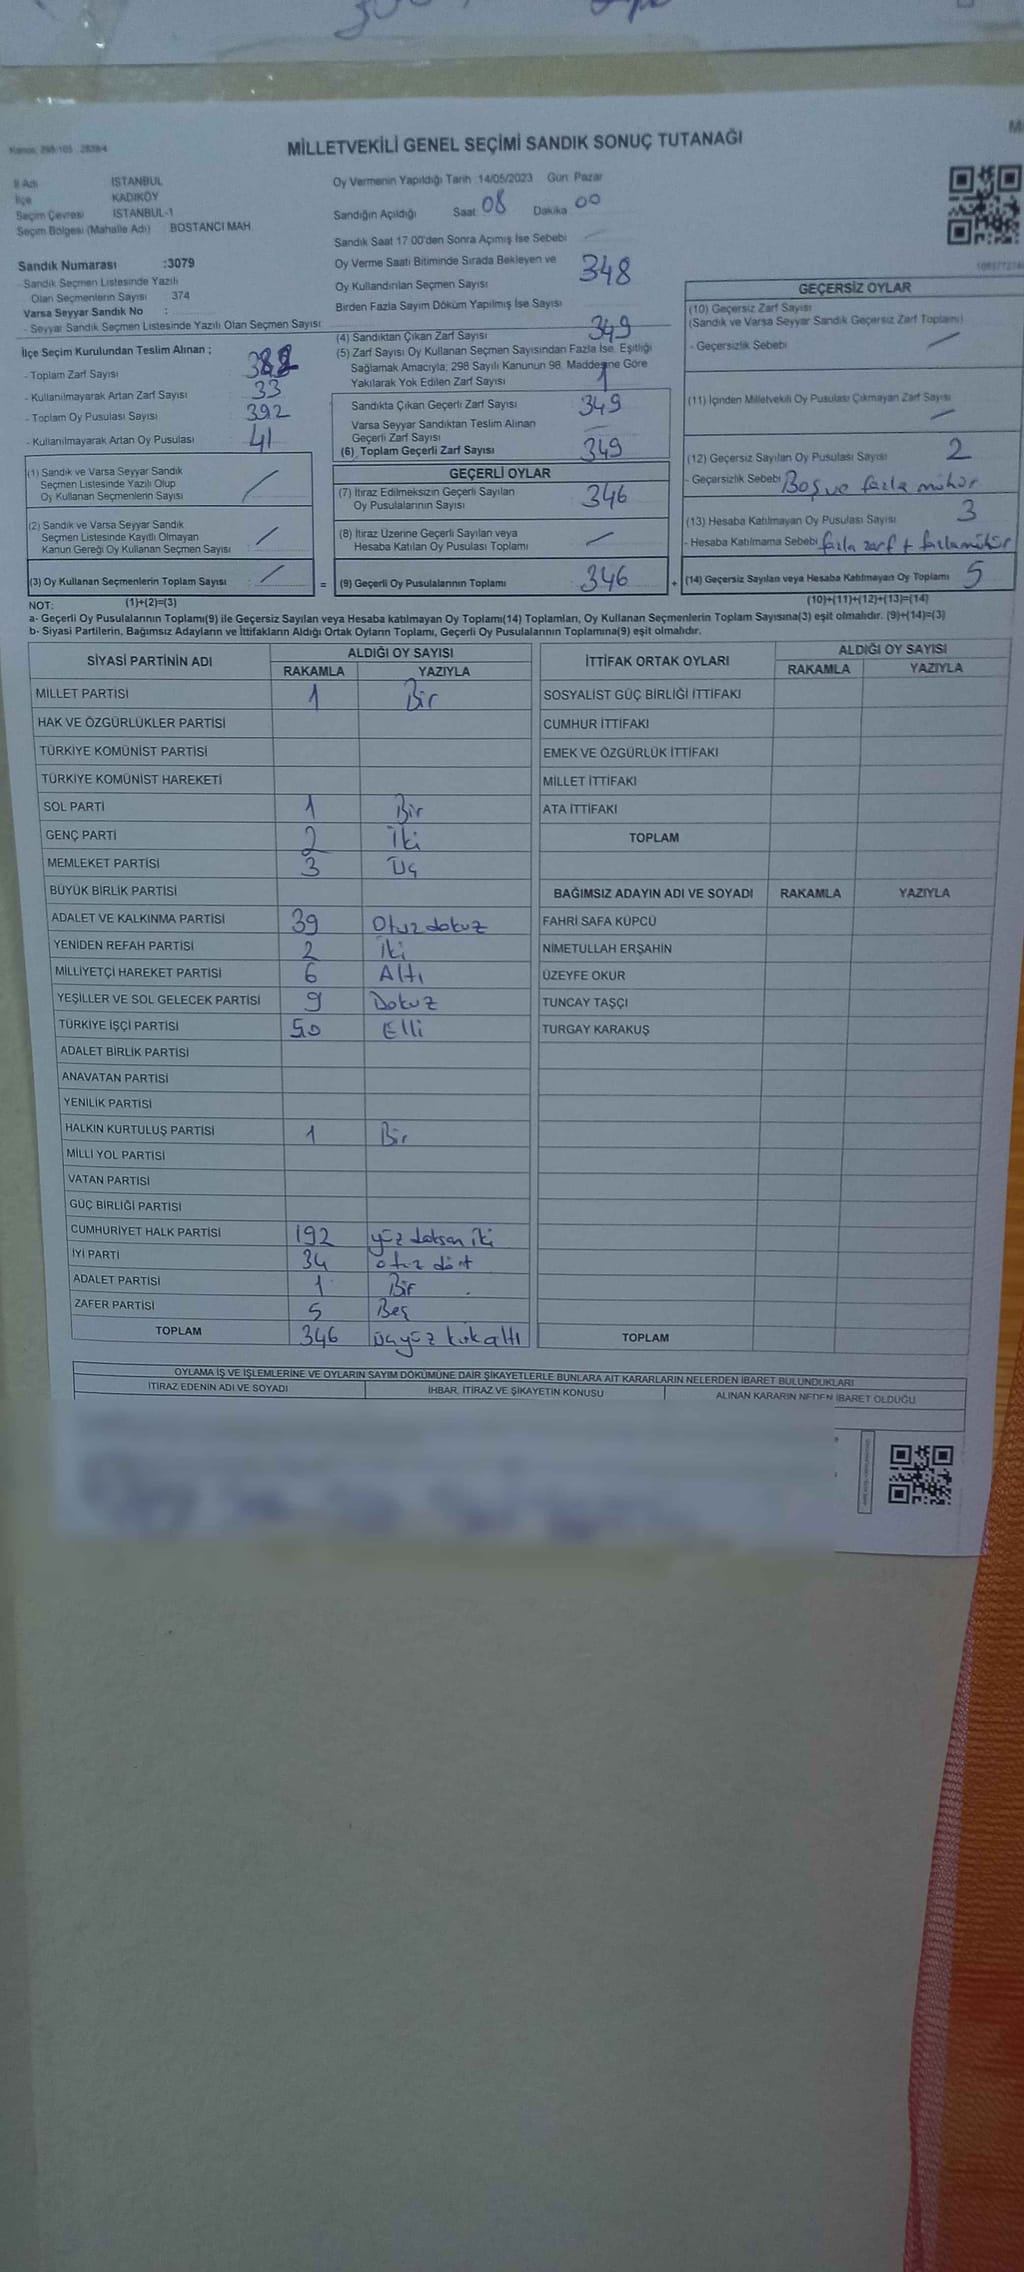 MİLLETVEKİLİ GENEL SEÇİMİ SANDIK SONUÇ TUTANAĞI
İl Adı İSTANBUL
İlçe KADIKÖY
Seçim Çevresi İSTANBUL-1
Seçim Bölgesi (Mahalle Adı) BOSTANCI MAH.
Sandık Numarası :3079
- Sandık Seçmen Listesinde Yazılı
Olan Seçmenlerin Sayısı 374
Varsa Seyyar Sandık No :
- Seyyar Sandık Seçmen Listesinde Yazılı Olan Seçmen Sayısı
Oy Vermenin Yapıldığı Tarih :14/05/2023 Gün: Pazar
Sandığın Açıldığı Saat 08 Dakika 00
Sandık Saat 17 00'den Sonra Açımış İse Sebebi
Oy Verme Saati Bitiminde Sırada Bekleyen ve
Oy Kullandırılan Seçmen Sayısı 348
Birden Fazla Sayım Döküm Yapılmış İse Sayısı
İlçe Seçim Kurulundan Teslim Alınan ;
- Toplam Zarf Sayısı
- Kullanılmayarak Artan Zarf Sayısı 33
- Toplam Oy Pusulası Sayısı 392
- Kullanılmayarak Artan Oy Pusulası 41
(1) Sandık ve Varsa Seyyar Sandık
Seçmen Listesinde Yazılı Olup
Oy Kullanan Seçmenlerin Sayısı /
(2) Sandık ve Varsa Seyyar Sandık
Seçmen Listesinde Kayıtlı Olmayan
Kanun Gereği Oy Kullanan Seçmen Sayısı /
(3) Oy Kullanan Seçmenlerin Toplam Sayısı /
(4) Sandıktan Çıkan Zarf Sayısı 349
(5) Zarf Sayısı Oy Kullanan Seçmen Sayısından Fazla İse, Eşitliği
Sağlamak Amacıyla, 298 Sayılı Kanunun 98. Maddesine Göre
Yakılarak Yok Edilen Zarf Sayısı 1
Sandıkta Çıkan Geçerli Zarf Sayısı 349
Varsa Seyyar Sandıktan Teslim Alınan
Geçerli Zarf Sayısı
(6) Toplam Geçerli Zarf Sayısı 349
GEÇERLİ OYLAR
(7) İtiraz Edilmeksizin Geçerli Sayılan
Oy Pusulalarının Sayısı 346
(8) İtiraz Üzerine Geçerli Sayılan veya
Hesaba Katılan Oy Pusulası Toplamı
= (9) Geçerli Oy Pusulalarının Toplamı 346
GEÇERSİZ OYLAR
(10) Geçersiz Zarf Sayısı
(Sandık ve Varsa Seyyar Sandık Geçersiz Zarf Toplamı)
- Geçersizlik Sebebi
(11) İçinden Milletvekili Oy Pusulası Çıkmayan Zarf Sayısı
(12) Geçersiz Sayılan Oy Pusulası Sayısı 2
- Geçersizlik Sebebi Boş ve fazla mühür
(13) Hesaba Katılmayan Oy Pusulası Sayısı 3
- Hesaba Katılmama Sebebi fazla zarf + fazla mühür
+ (14) Geçersiz Sayılan veya Hesaba Katılmayan Oy Toplamı 5
NOT: (1)+(2)=(3) (10)+(11)+(12)+(13)=(14)
a- Geçerli Oy Pusulalarının Toplamı(9) ile Geçersiz Sayılan veya Hesaba katılmayan Oy Toplamı(14) Toplamları, Oy Kullanan Seçmenlerin Toplam Sayısına(3) eşit olmalıdır. (9)+(14)=(3)
b- Siyasi Partilerin, Bağımsız Adayların ve İttifakların Aldığı Ortak Oyların Toplamı, Geçerli Oy Pusulalarının Toplamına(9) eşit olmalıdır.
SİYASİ PARTİNİN ADI ALDIĞI OY SAYISI
RAKAMLA YAZIYLA
MİLLET PARTİSİ 1 Bir
HAK VE ÖZGÜRLÜKLER PARTİSİ
TÜRKİYE KOMÜNİST PARTİSİ
TÜRKİYE KOMÜNİST HAREKETİ
SOL PARTİ 1 Bir
GENÇ PARTİ 2 İki
MEMLEKET PARTİSİ 3 Üç
BÜYÜK BİRLİK PARTİSİ
ADALET VE KALKINMA PARTİSİ 39 Otuz dokuz
YENİDEN REFAH PARTİSİ 2 İki
MİLLİYETÇİ HAREKET PARTİSİ 6 Altı
YEŞİLLER VE SOL GELECEK PARTİSİ 9 Dokuz
TÜRKİYE İŞÇİ PARTİSİ 50 Elli
ADALET BİRLİK PARTİSİ
ANAVATAN PARTİSİ
YENİLİK PARTİSİ
HALKIN KURTULUŞ PARTİSİ 1 Bir
MİLLİ YOL PARTİSİ
VATAN PARTİSİ
GÜÇ BİRLİĞİ PARTİSİ
CUMHURİYET HALK PARTİSİ 192 yüz doksan iki
İYİ PARTİ 34 otuz dört
ADALET PARTİSİ 1 Bir
ZAFER PARTİSİ 5 Beş
TOPLAM 346 üçyüz kırk altı
İTTİFAK ORTAK OYLARI ALDIĞI OY SAYISI
RAKAMLA YAZIYLA
SOSYALİST GÜÇ BİRLİĞİ İTTİFAKI
CUMHUR İTTİFAKI
EMEK VE ÖZGÜRLÜK İTTİFAKI
MİLLET İTTİFAKI
ATA İTTİFAKI
TOPLAM
BAĞIMSIZ ADAYIN ADI VE SOYADI RAKAMLA YAZIYLA
FAHRİ SAFA KÜPCÜ
NİMETULLAH ERŞAHİN
ÜZEYFE OKUR
TUNCAY TAŞÇI
TURGAY KARAKUŞ
TOPLAM
OYLAMA İŞ VE İŞLEMLERİNE VE OYLARIN SAYIM DÖKÜMÜNE DAİR ŞİKAYETLERLE BUNLARA AİT KARARLARIN NELERDEN İBARET BULUNDUKLARI
İTİRAZ EDENİN ADI VE SOYADI İHBAR, İTİRAZ VE ŞİKAYETİN KONUSU ALINAN KARARIN NEDEN İBARET OLDUĞU